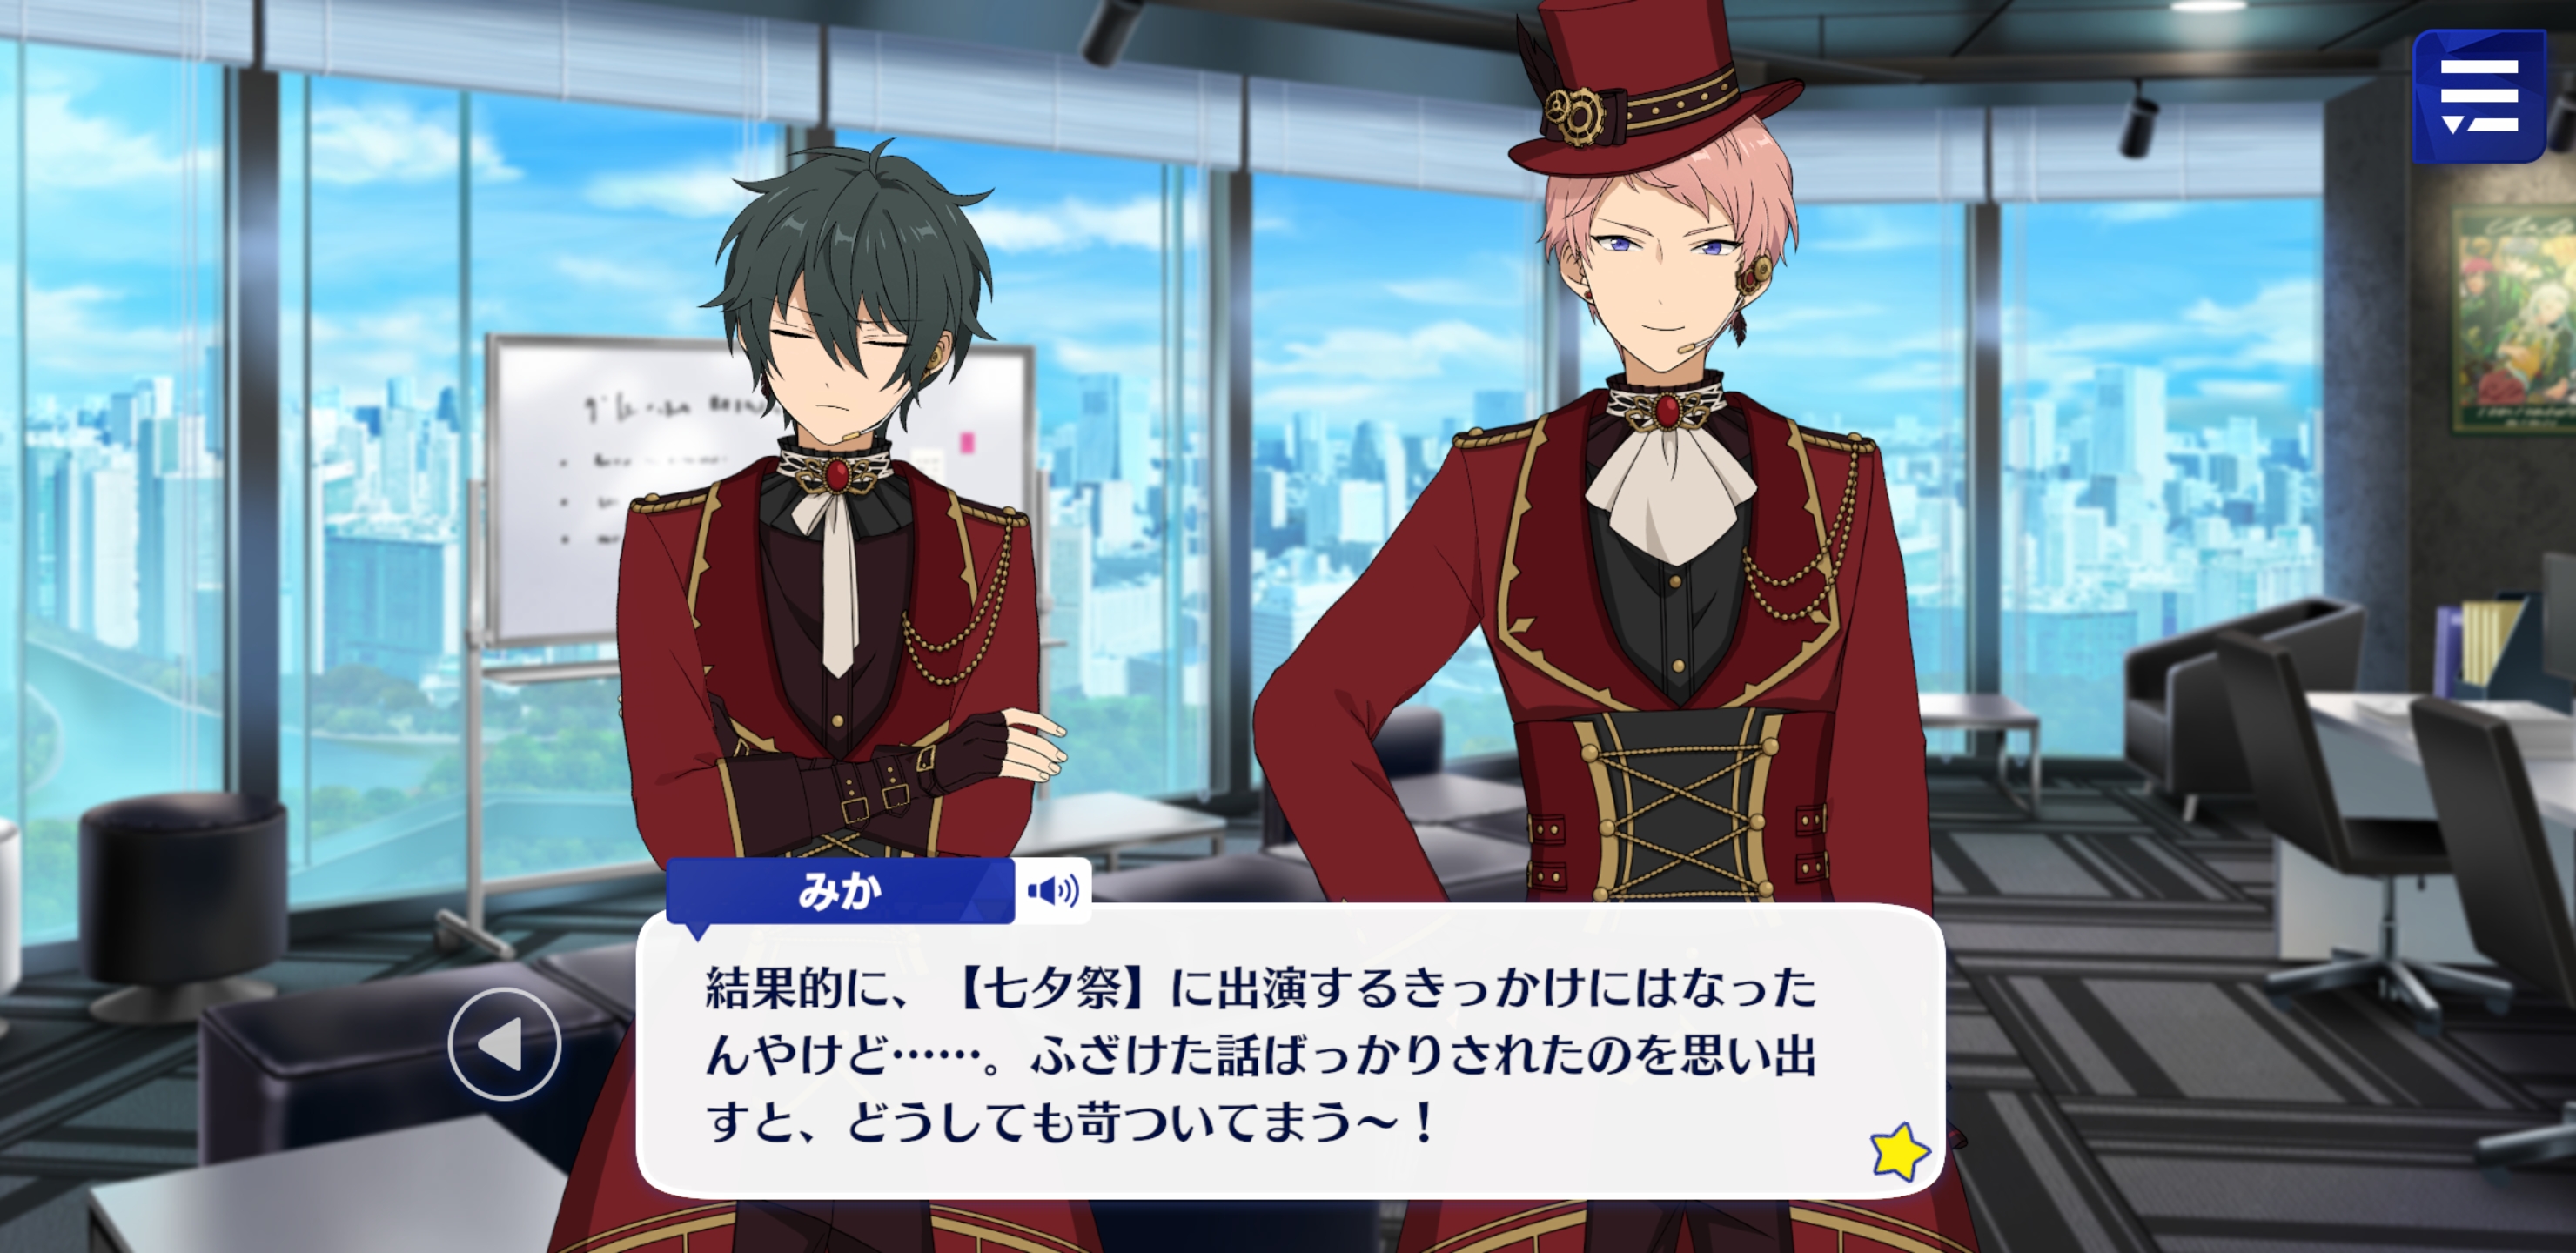 みか
結果的に、【七夕祭】に出演するきっかけにはなった
んやけど……。ふざけた話ばっかりされたのを思い出
すと、どうしても苛ついてまう～！